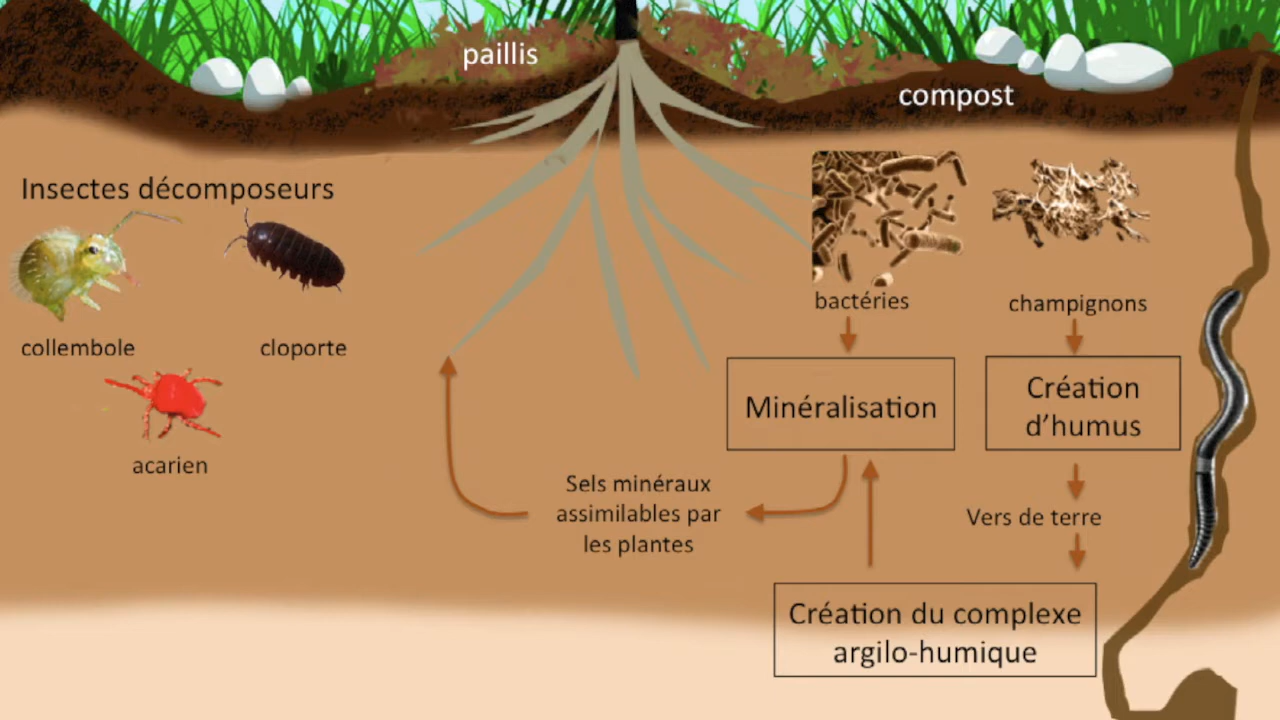 paillis
compost
Insectes décomposeurs
collembole
cloporte
acarien
bactéries
champignons
Minéralisation
Création
d’humus
Sels minéraux
assimilables par
les plantes
Vers de terre
Création du complexe
argilo-humique